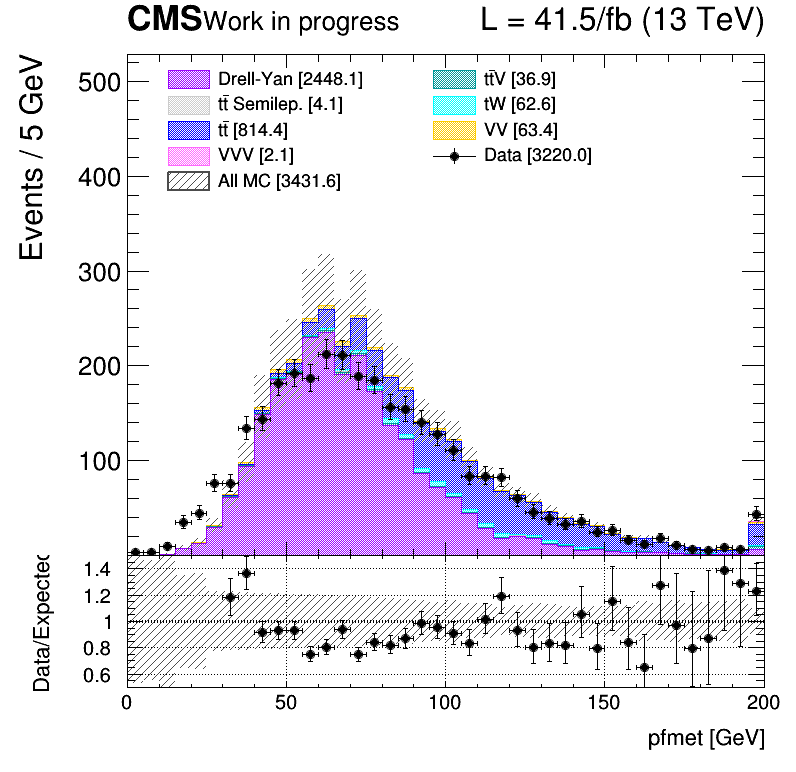 CMS Work in progress L = 41.5/fb (13 TeV)
Events / 5 GeV
500
400
300
200
100
Drell-Yan [2448.1]
tt̄ Semilep. [4.1]
tt̄ [814.4]
VVV [2.1]
All MC [3431.6]
tt̄V [36.9]
tW [62.6]
VV [63.4]
Data [3220.0]
Data/Expected
1.4
1.2
1
0.8
0.6
0 50 100 150 200
pfmet [GeV]